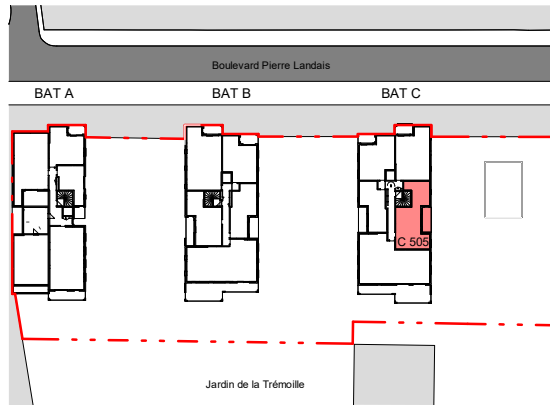 Boulevard Pierre Landais
BAT A BAT B BAT C
C 505
Jardin de la Trémoille